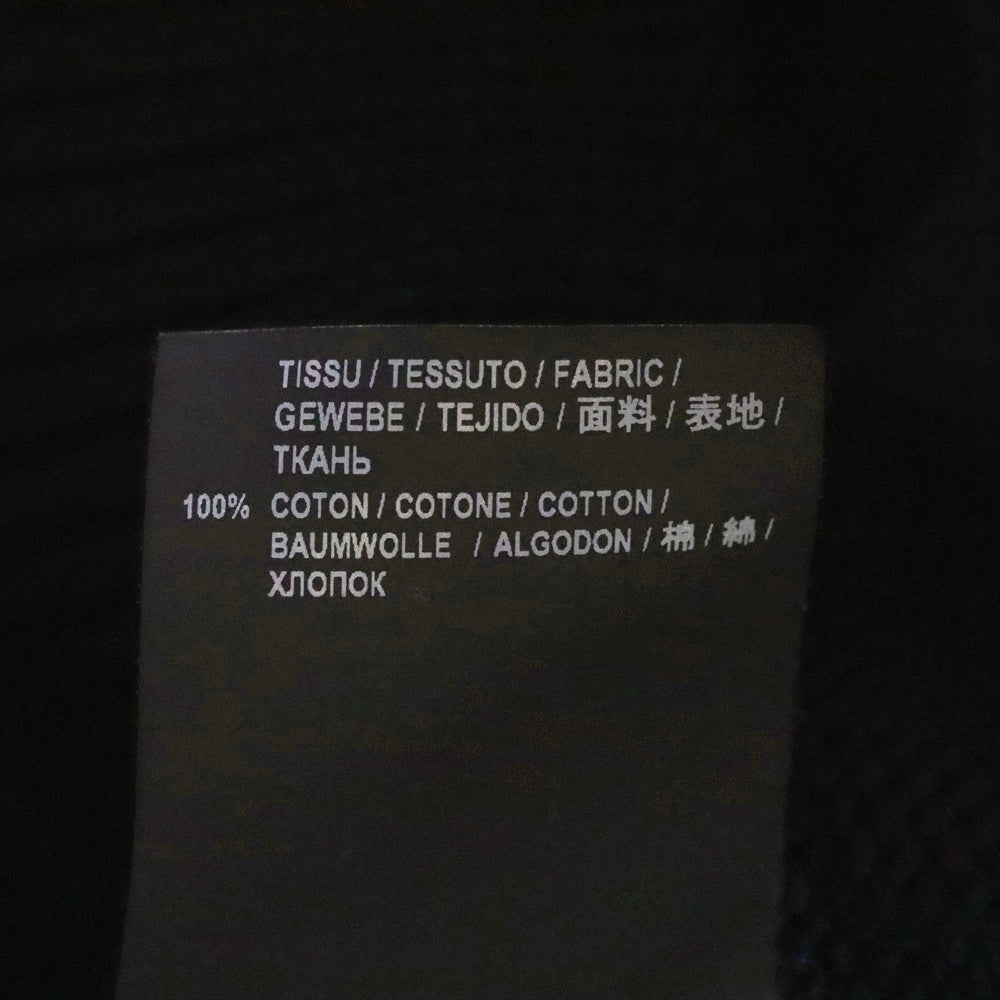 TISSU / TESSUTO / FABRIC /
GEWEBE / TEJIDO / 面料 / 表地 /
ТКАНЬ
100% COTON / COTONE / COTTON /
BAUMWOLLE / ALGODON / 棉 / 綿 /
ХЛОПОК